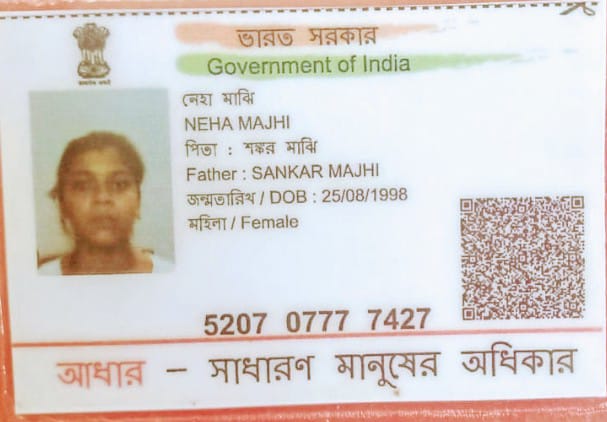 ভারত সরকার
Government of India
নেহা মাঝি
NEHA MAJHI
পিতা : শঙ্কর মাঝি
Father : SANKAR MAJHI
জন্মতারিখ / DOB : 25/08/1998
মহিলা / Female
5207 0777 7427
আধার – সাধারণ মানুষের অধিকার